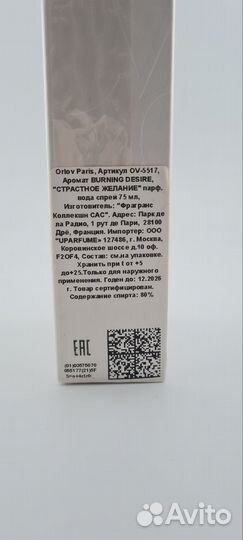 Orlov Paris, Артикул OV-5517,
Аромат BURNING DESIRE,
"СТРАСТНОЕ ЖЕЛАНИЕ" парф.
вода спрей 75 мл,
Изготовитель: "Фрагранс
Коллекшн САС". Адрес: Парк де
ла Радио, 1 рут де Пари, 28100
Дрё, Франция. Импортер: ООО
"UPARFUME» 127486, г. Москва,
Коровинское шоссе д.10 оф.
F2OF4, Состав: см.на упаковке.
Хранить при t от +5
до+25.Только для наружного
применения. Годен до: 12.2026
г. Товар сертифицирован.
Содержание спирта: 80%
EAC
Avito